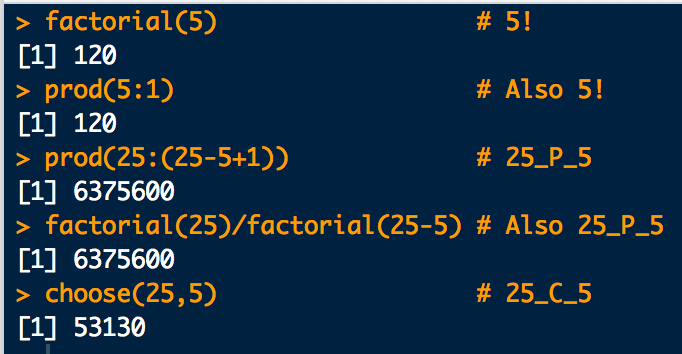 > factorial(5) # 5!
[1] 120
> prod(5:1) # Also 5!
[1] 120
> prod(25:(25-5+1)) # 25_P_5
[1] 6375600
> factorial(25)/factorial(25-5) # Also 25_P_5
[1] 6375600
> choose(25,5) # 25_C_5
[1] 53130